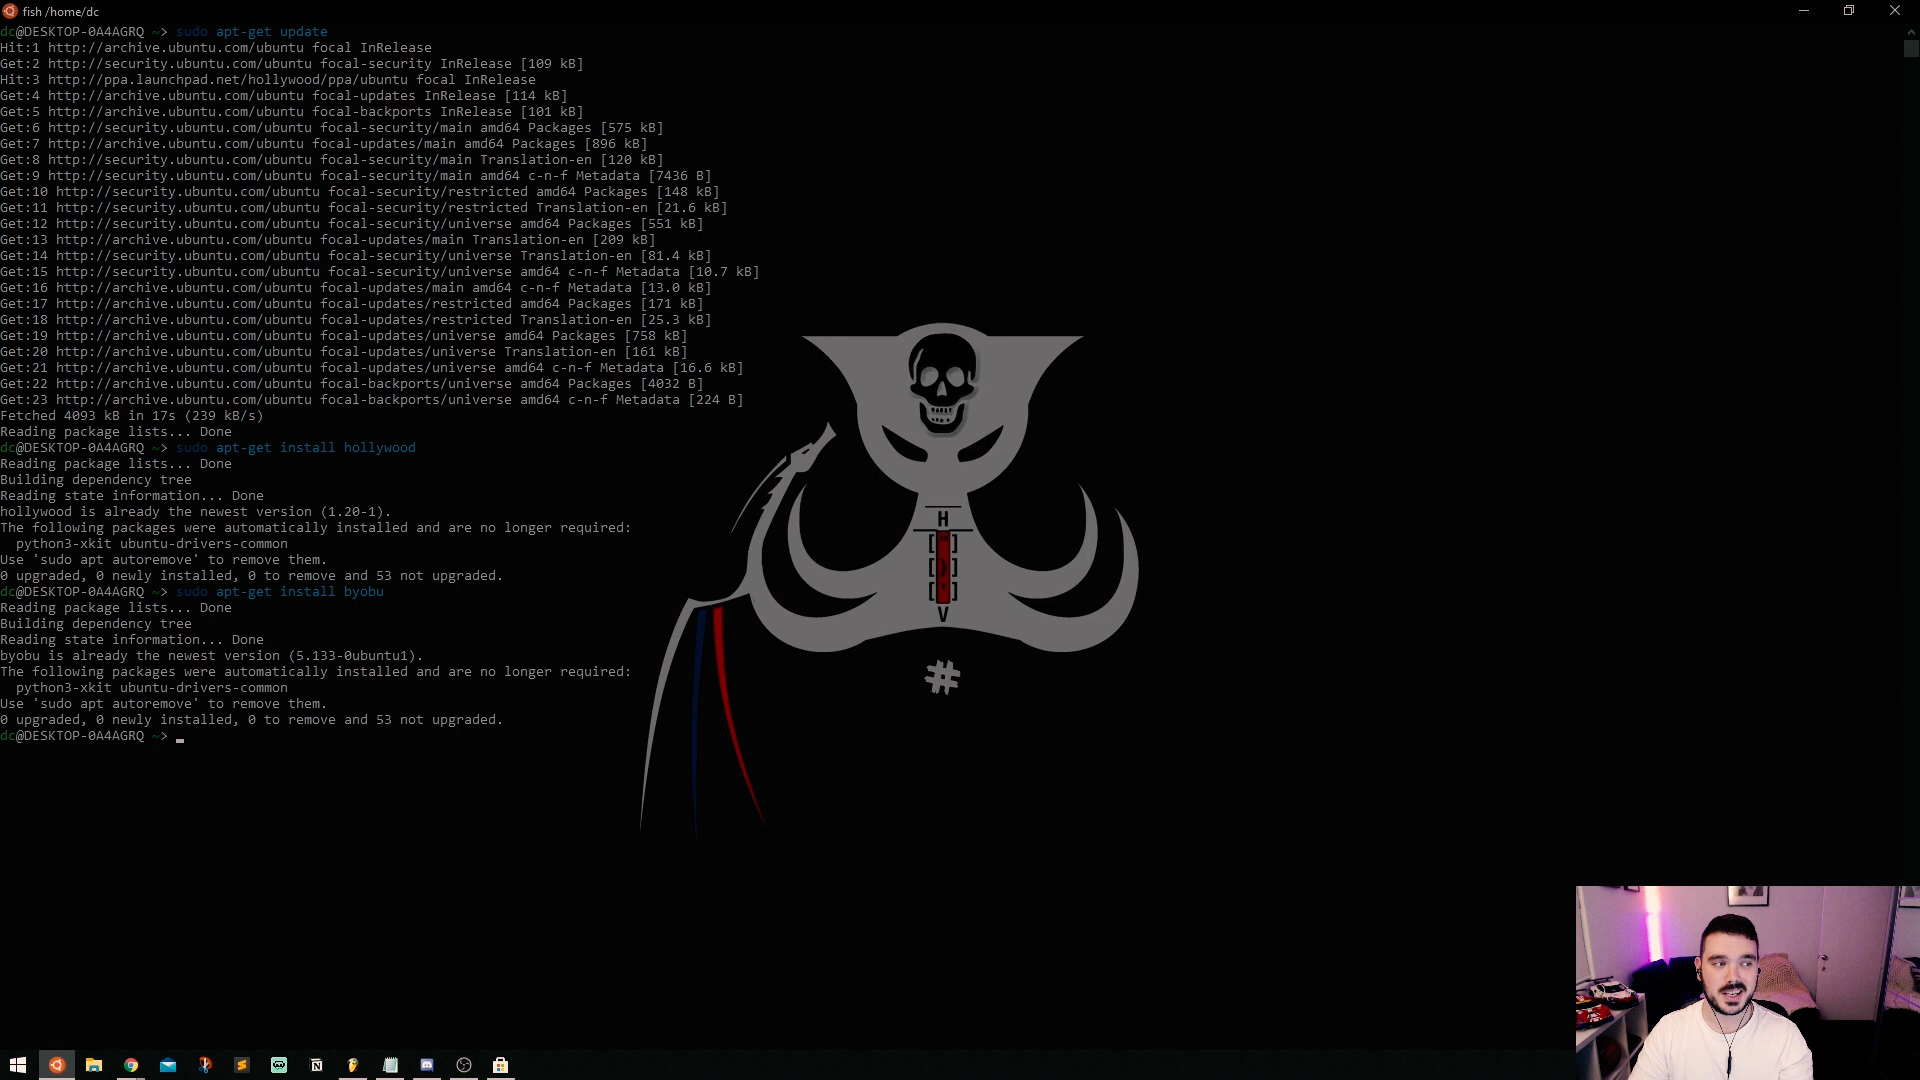 fish /home/dc
dc@DESKTOP-0A4AGRQ ~> sudo apt-get update
Hit:1 http://archive.ubuntu.com/ubuntu focal InRelease
Get:2 http://security.ubuntu.com/ubuntu focal-security InRelease [109 kB]
Hit:3 http://ppa.launchpad.net/hollywood/ppa/ubuntu focal InRelease
Get:4 http://archive.ubuntu.com/ubuntu focal-updates InRelease [114 kB]
Get:5 http://archive.ubuntu.com/ubuntu focal-backports InRelease [101 kB]
Get:6 http://security.ubuntu.com/ubuntu focal-security/main amd64 Packages [575 kB]
Get:7 http://archive.ubuntu.com/ubuntu focal-updates/main amd64 Packages [896 kB]
Get:8 http://security.ubuntu.com/ubuntu focal-security/main Translation-en [120 kB]
Get:9 http://security.ubuntu.com/ubuntu focal-security/main amd64 c-n-f Metadata [7436 B]
Get:10 http://security.ubuntu.com/ubuntu focal-security/restricted amd64 Packages [148 kB]
Get:11 http://security.ubuntu.com/ubuntu focal-security/restricted Translation-en [21.6 kB]
Get:12 http://security.ubuntu.com/ubuntu focal-security/universe amd64 Packages [551 kB]
Get:13 http://archive.ubuntu.com/ubuntu focal-updates/main Translation-en [209 kB]
Get:14 http://security.ubuntu.com/ubuntu focal-security/universe Translation-en [81.4 kB]
Get:15 http://security.ubuntu.com/ubuntu focal-security/universe amd64 c-n-f Metadata [10.7 kB]
Get:16 http://archive.ubuntu.com/ubuntu focal-updates/main amd64 c-n-f Metadata [13.0 kB]
Get:17 http://archive.ubuntu.com/ubuntu focal-updates/restricted amd64 Packages [171 kB]
Get:18 http://archive.ubuntu.com/ubuntu focal-updates/restricted Translation-en [25.3 kB]
Get:19 http://archive.ubuntu.com/ubuntu focal-updates/universe amd64 Packages [758 kB]
Get:20 http://archive.ubuntu.com/ubuntu focal-updates/universe Translation-en [161 kB]
Get:21 http://archive.ubuntu.com/ubuntu focal-updates/universe amd64 c-n-f Metadata [16.6 kB]
Get:22 http://archive.ubuntu.com/ubuntu focal-backports/universe amd64 Packages [4032 B]
Get:23 http://archive.ubuntu.com/ubuntu focal-backports/universe amd64 c-n-f Metadata [224 B]
Fetched 4093 kB in 17s (239 kB/s)
Reading package lists... Done
dc@DESKTOP-0A4AGRQ ~> sudo apt-get install hollywood
Reading package lists... Done
Building dependency tree
Reading state information... Done
hollywood is already the newest version (1.20-1).
The following packages were automatically installed and are no longer required:
python3-xkit ubuntu-drivers-common
Use 'sudo apt autoremove' to remove them.
0 upgraded, 0 newly installed, 0 to remove and 53 not upgraded.
dc@DESKTOP-0A4AGRQ ~> sudo apt-get install byobu
Reading package lists... Done
Building dependency tree
Reading state information... Done
byobu is already the newest version (5.133-0ubuntu1).
The following packages were automatically installed and are no longer required:
python3-xkit ubuntu-drivers-common
Use 'sudo apt autoremove' to remove them.
0 upgraded, 0 newly installed, 0 to remove and 53 not upgraded.
dc@DESKTOP-0A4AGRQ ~>
H
V
#